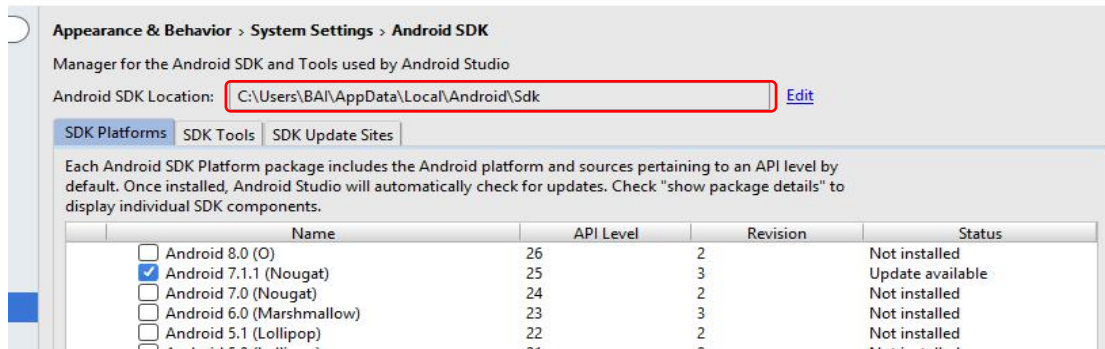 Appearance & Behavior › System Settings › Android SDK
Manager for the Android SDK and Tools used by Android Studio
Android SDK Location: C:\Users\BAI\AppData\Local\Android\Sdk Edit
SDK Platforms SDK Tools SDK Update Sites
Each Android SDK Platform package includes the Android platform and sources pertaining to an API level by
default. Once installed, Android Studio will automatically check for updates. Check "show package details" to
display individual SDK components.
Name API Level Revision Status
Android 8.0 (O) 26 2 Not installed
Android 7.1.1 (Nougat) 25 3 Update available
Android 7.0 (Nougat) 24 2 Not installed
Android 6.0 (Marshmallow) 23 3 Not installed
Android 5.1 (Lollipop) 22 2 Not installed